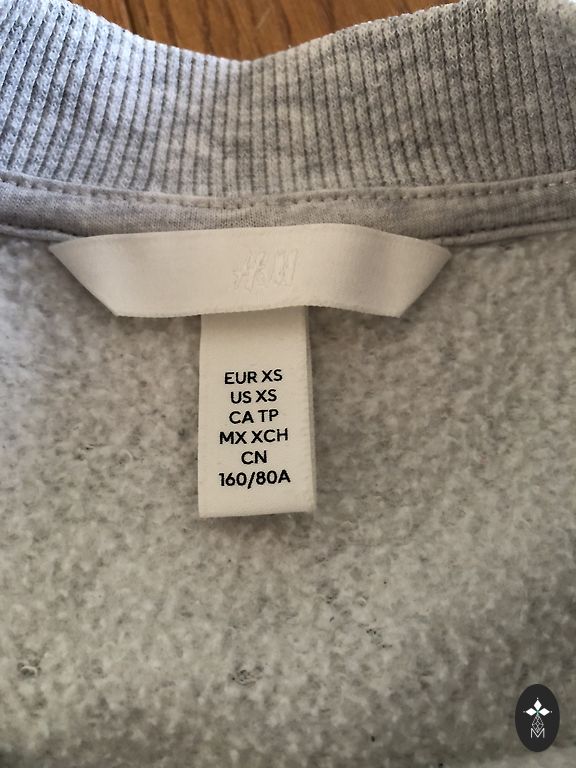 H&M
EUR XS
US XS
CA TP
MX XCH
CN
160/80A
M